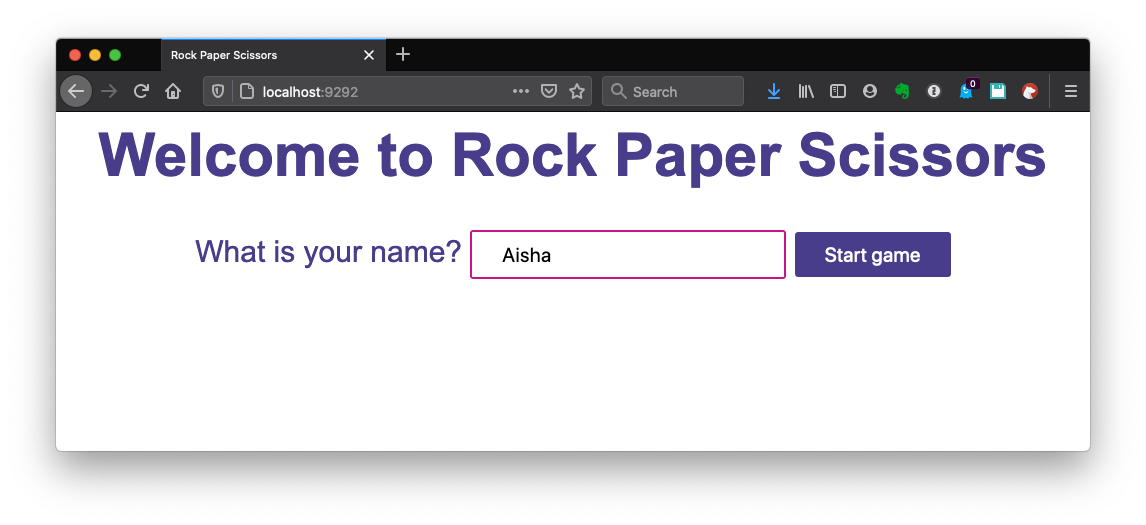 Rock Paper Scissors
localhost:9292
Search
0
Welcome to Rock Paper Scissors
What is your name? Aisha Start game